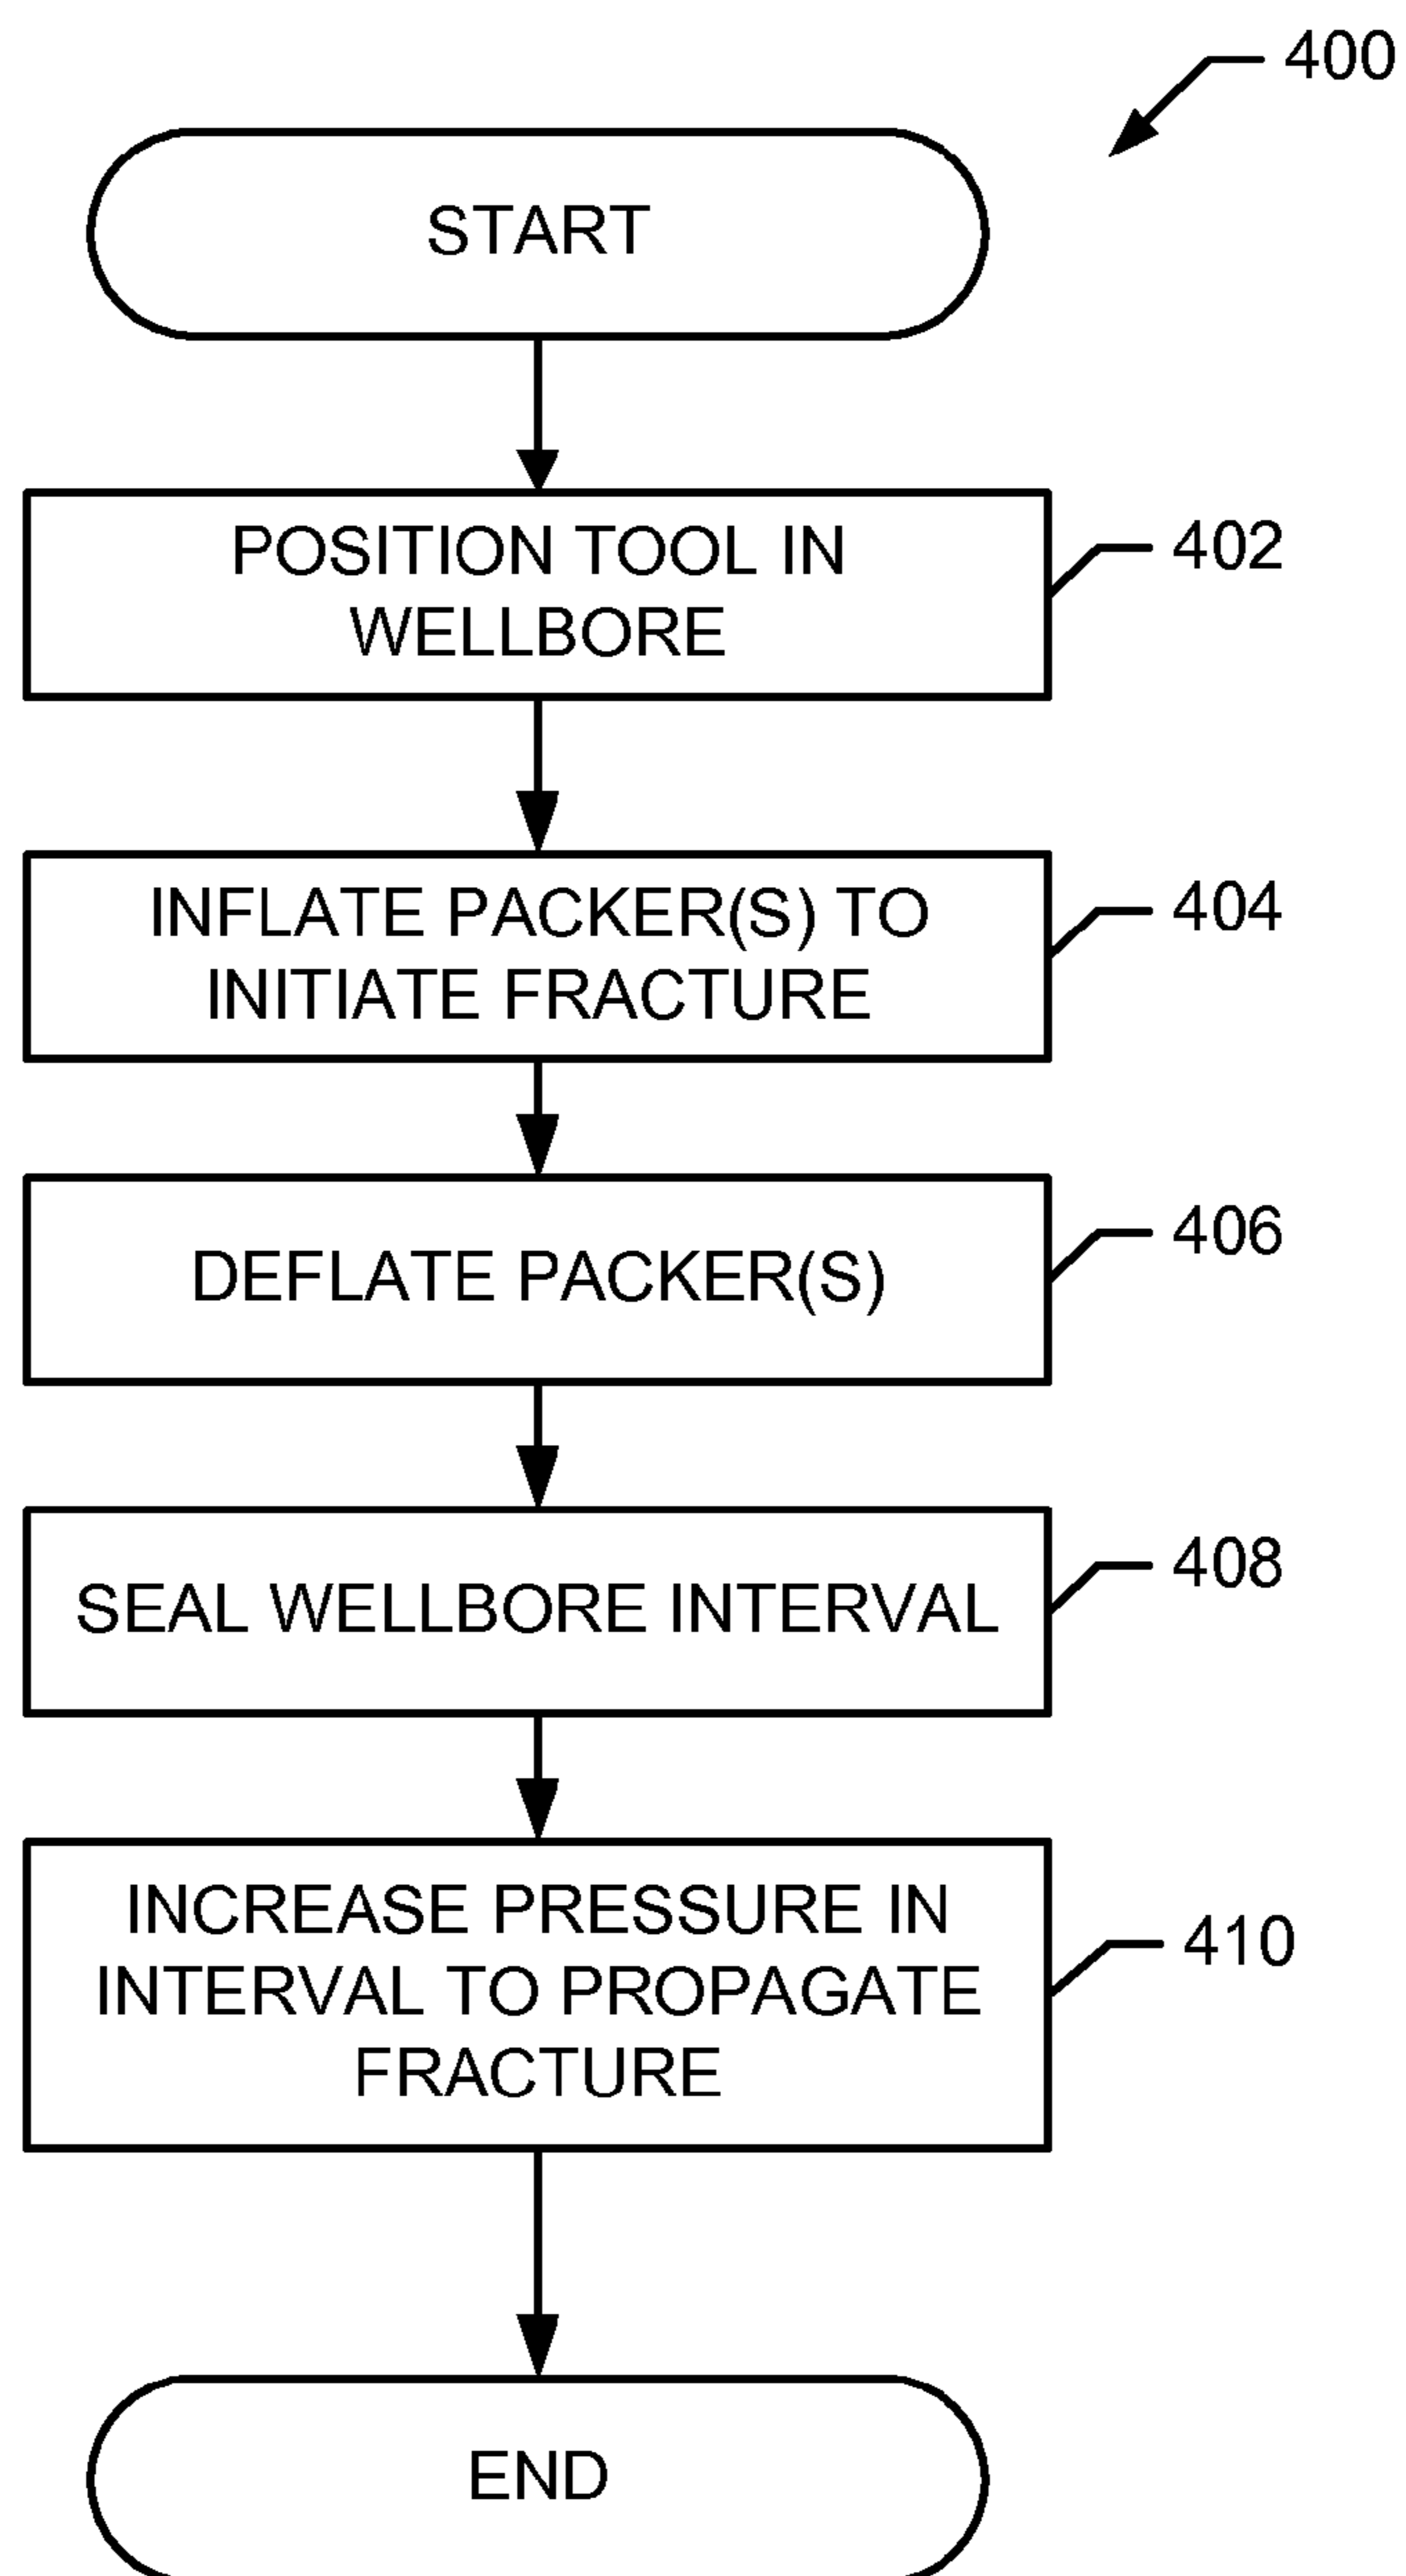 400
START
POSITION TOOL IN
WELLBORE
402
INFLATE PACKER(S) TO
INITIATE FRACTURE
404
DEFLATE PACKER(S)
406
SEAL WELLBORE INTERVAL
408
INCREASE PRESSURE IN
INTERVAL TO PROPAGATE
FRACTURE
410
END